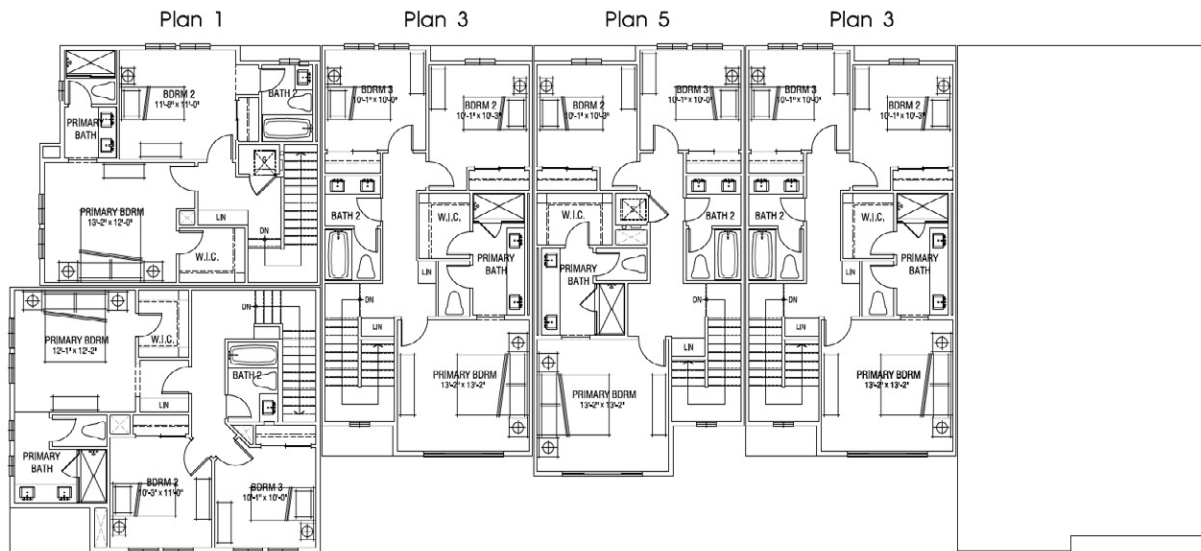 Plan 1
Plan 3
Plan 5
Plan 3
BDRM 2
11'-8" x 11'-0"
BATH
PRIMARY
BATH
PRIMARY BDRM
13'-2" x 12'-0"
LIN
DN
W.I.C.
PRIMARY BDRM
12'-1" x 12'-2"
W.I.C.
DN
BATH 2
LIN
PRIMARY
BATH
BDRM 2
10'-3" x 11'-0"
BDRM 3
10'-1" x 10'-0"
BDRM 3
10'-1" x 10'-0"
BDRM 2
10'-1" x 10'-3"
BATH 2
W.I.C.
PRIMARY
BATH
LIN
DN
LIN
PRIMARY BDRM
13'-2" x 13'-2"
BDRM 2
10'-1" x 10'-3"
BDRM 3
10'-1" x 10'-0"
W.I.C.
BATH 2
PRIMARY
BATH
DN
LIN
PRIMARY BDRM
13'-2" x 13'-2"
BDRM 3
10'-1" x 10'-0"
BDRM 2
10'-1" x 10'-3"
BATH 2
W.I.C.
PRIMARY
BATH
LIN
DN
LIN
PRIMARY BDRM
13'-2" x 13'-2"